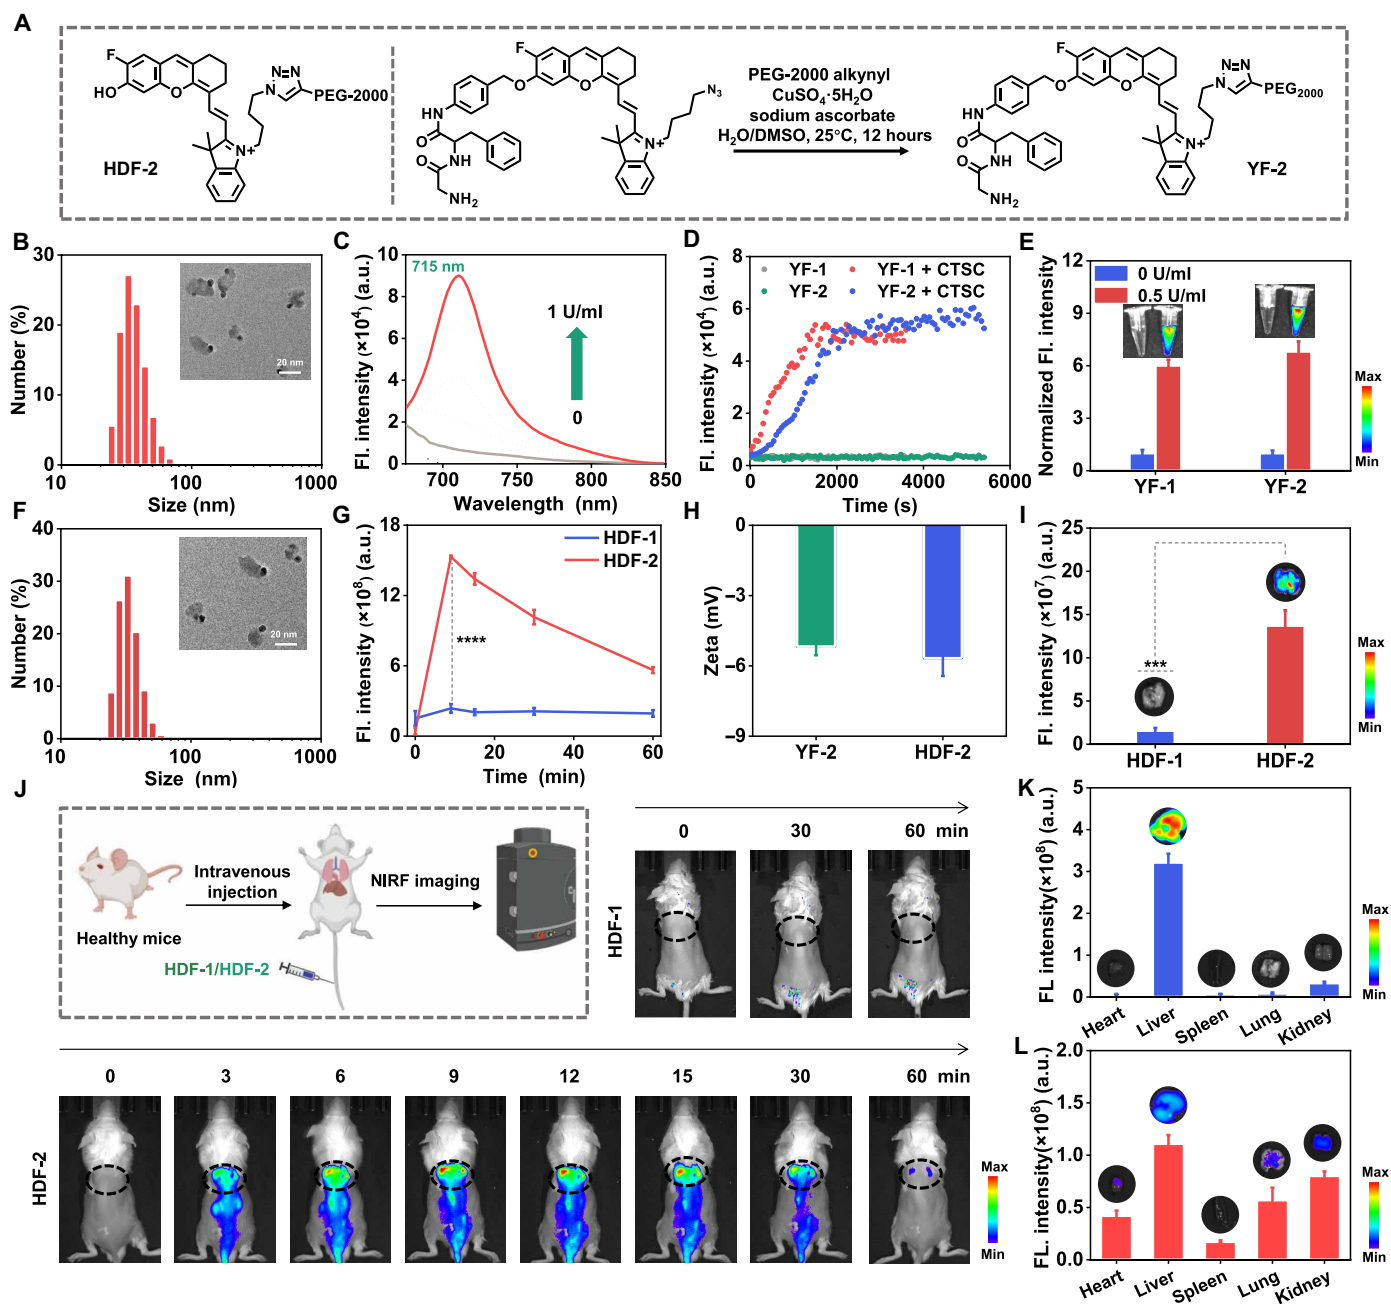 A
F
HO
O
N
N
N
PEG-2000
N+
HDF-2
F
O
O
NH
O
NH
O
NH2
N3
N+
PEG-2000 alkynyl
CuSO4·5H2O
sodium ascorbate
H2O/DMSO, 25°C, 12 hours
F
O
O
NH
O
NH
O
NH2
N
N
N
PEG2000
N+
YF-2
B
Number (%)
30
20
10
0
10
100
1000
Size (nm)
20 nm
C
Fl. intensity (×10⁴) (a.u.)
10
8
6
4
2
0
715 nm
1 U/ml
0
700
750
800
850
Wavelength (nm)
D
Fl. intensity (×10⁴) (a.u.)
8
6
4
2
0
YF-1
YF-1 + CTSC
YF-2
YF-2 + CTSC
0
2000
4000
6000
Time (s)
E
Normalized Fl. intensity
12
9
6
3
0
0 U/ml
0.5 U/ml
YF-1
YF-2
Max
Min
F
Number (%)
40
30
20
10
0
10
100
1000
Size (nm)
20 nm
G
Fl. intensity (×10⁸) (a.u.)
18
12
6
0
HDF-1
HDF-2
****
0
20
40
60
Time (min)
H
Zeta (mV)
0
−3
−6
−9
YF-2
HDF-2
I
Fl. intensity (×10⁷) (a.u.)
25
20
15
10
5
0
***
HDF-1
HDF-2
Max
Min
J
Healthy mice
Intravenous
injection
NIRF imaging
HDF-1/HDF-2
0
30
60 min
HDF-1
K
FL intensity(×10⁸) (a.u.)
5
4
3
2
1
0
Heart
Liver
Spleen
Lung
Kidney
Max
Min
0
3
6
9
12
15
30
60 min
HDF-2
Max
Min
L
FL. intensity(×10⁸) (a.u.)
2.0
1.5
1.0
0.5
0.0
Heart
Liver
Spleen
Lung
Kidney
Max
Min